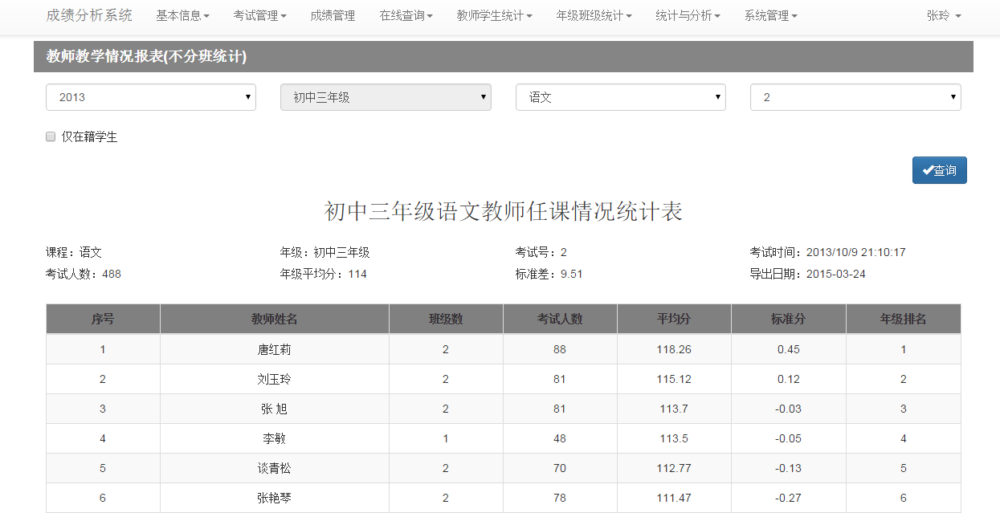 成绩分析系统 基本信息 考试管理 成绩管理 在线查询 教师学生统计 年级班级统计 统计与分析 系统管理 张玲
教师教学情况报表(不分班统计)
2013 初中三年级 语文 2
仅在籍学生
查询
初中三年级语文教师任课情况统计表
课程：语文 年级：初中三年级 考试号：2 考试时间：2013/10/9 21:10:17
考试人数：488 年级平均分：114 标准差：9.51 导出日期：2015-03-24
序号 教师姓名 班级数 考试人数 平均分 标准分 年级排名
1 唐红莉 2 88 118.26 0.45 1
2 刘玉玲 2 81 115.12 0.12 2
3 张 旭 2 81 113.7 -0.03 3
4 李敏 1 48 113.5 -0.05 4
5 谈青松 2 70 112.77 -0.13 5
6 张艳琴 2 78 111.47 -0.27 6